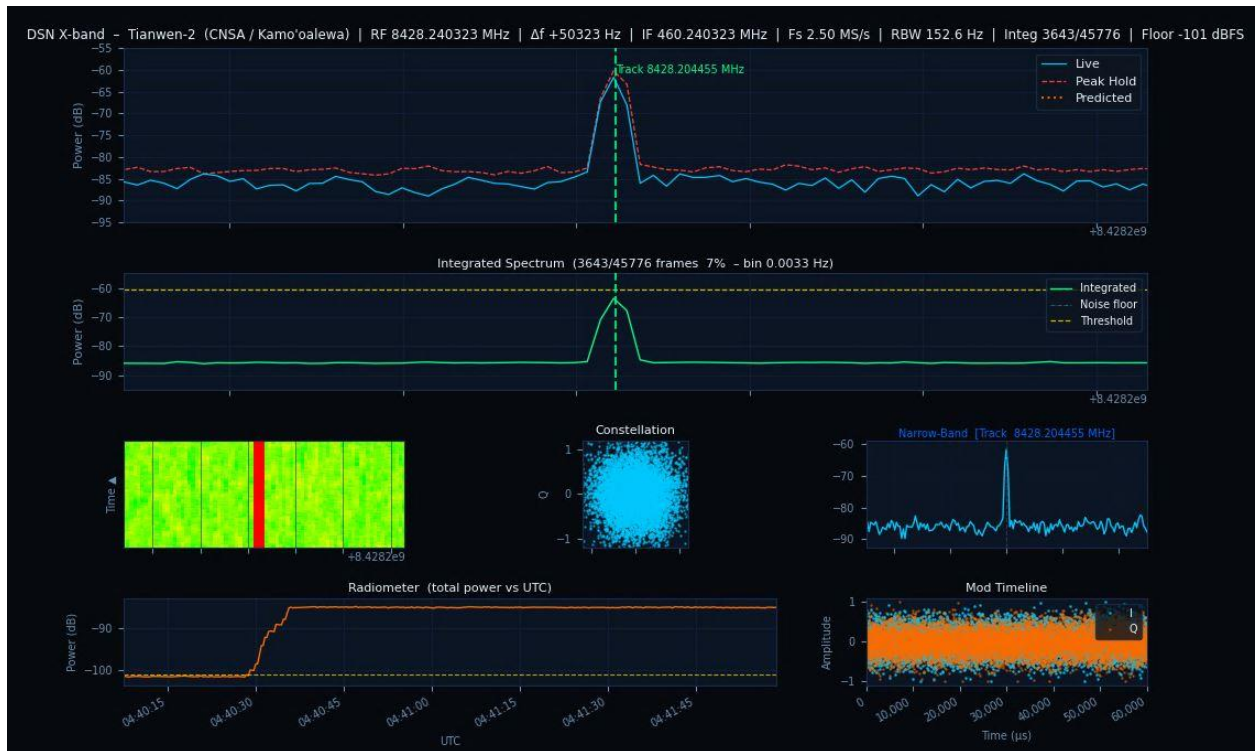 DSN X-band – Tianwen-2 (CNSA / Kamo'oalewa) | RF 8428.240323 MHz | Δf +50323 Hz | IF 460.240323 MHz | Fs 2.50 MS/s | RBW 152.6 Hz | Integ 3643/45776 | Floor -101 dBFS
Power (dB)
−55
−60
−65
−70
−75
−80
−85
−90
−95
Track 8428.204455 MHz
Live
Peak Hold
Predicted
+8.4282e9
Integrated Spectrum (3643/45776 frames 7% – bin 0.0033 Hz)
Power (dB)
−60
−70
−80
−90
Integrated
Noise floor
Threshold
+8.4282e9
Time ▲
+8.4282e9
Constellation
Q
1
0
−1
Narrow-Band [Track 8428.204455 MHz]
−60
−70
−80
−90
Radiometer (total power vs UTC)
Power (dB)
−90
−100
04:40:15
04:40:30
04:40:45
04:41:00
04:41:15
04:41:30
04:41:45
UTC
Mod Timeline
Amplitude
1
0
−1
I
Q
0
10,000
20,000
30,000
40,000
50,000
60,000
Time (µs)